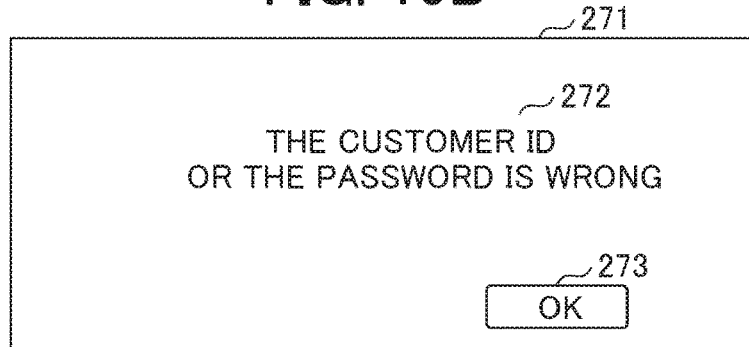 271
272
THE CUSTOMER ID
OR THE PASSWORD IS WRONG
273
OK